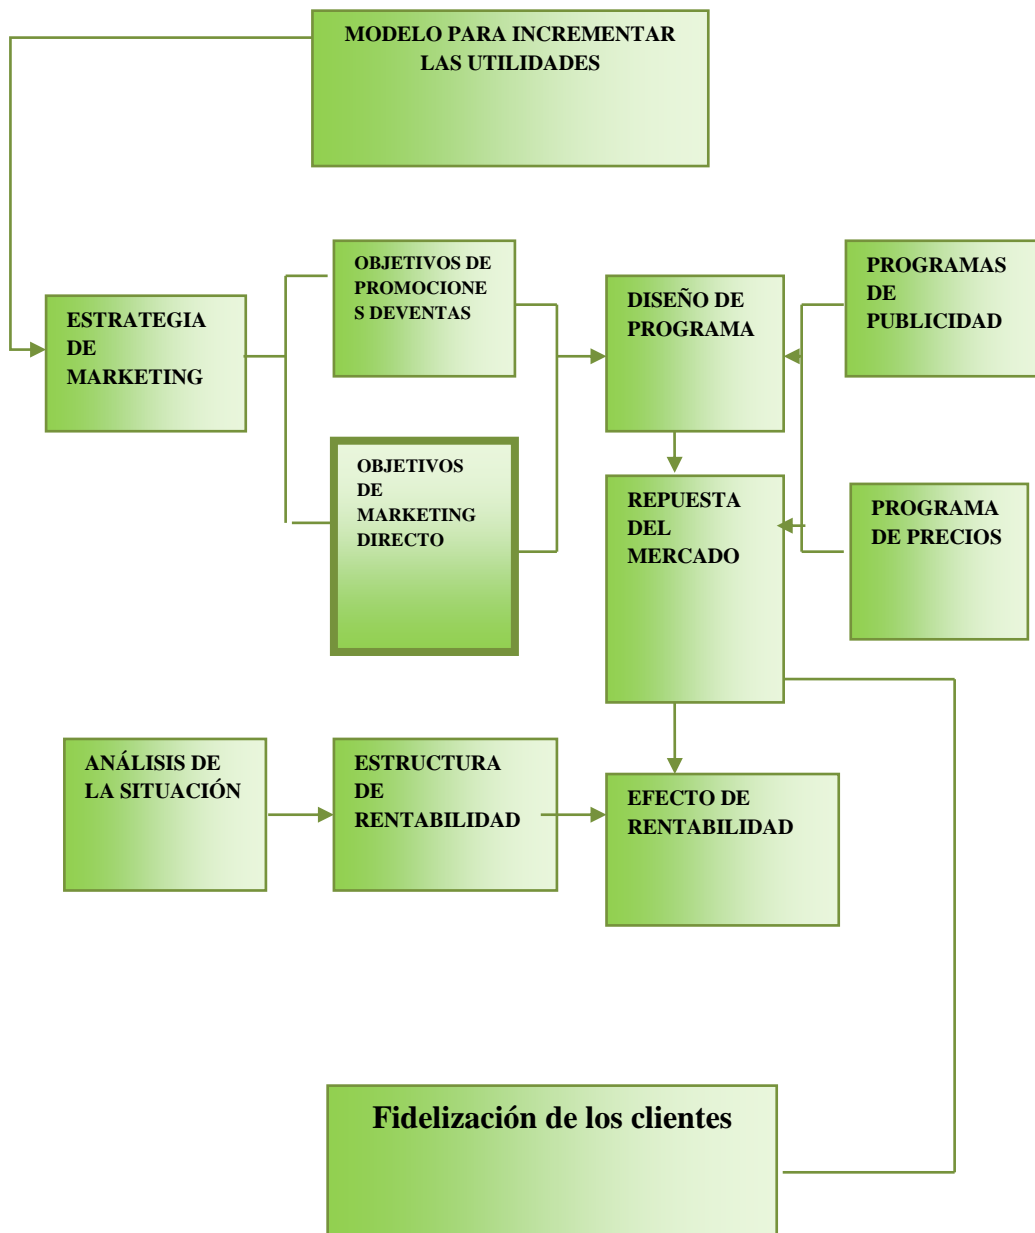 MODELO PARA INCREMENTAR
LAS UTILIDADES
OBJETIVOS DE
PROMOCIONE
S DEVENTAS
PROGRAMAS
DE
PUBLICIDAD
DISEÑO DE
PROGRAMA
ESTRATEGIA
DE
MARKETING
OBJETIVOS
DE
MARKETING
DIRECTO
REPUESTA
DEL
MERCADO
PROGRAMA
DE PRECIOS
ANÁLISIS DE
LA SITUACIÓN
ESTRUCTURA
DE
RENTABILIDAD
EFECTO DE
RENTABILIDAD
Fidelización de los clientes